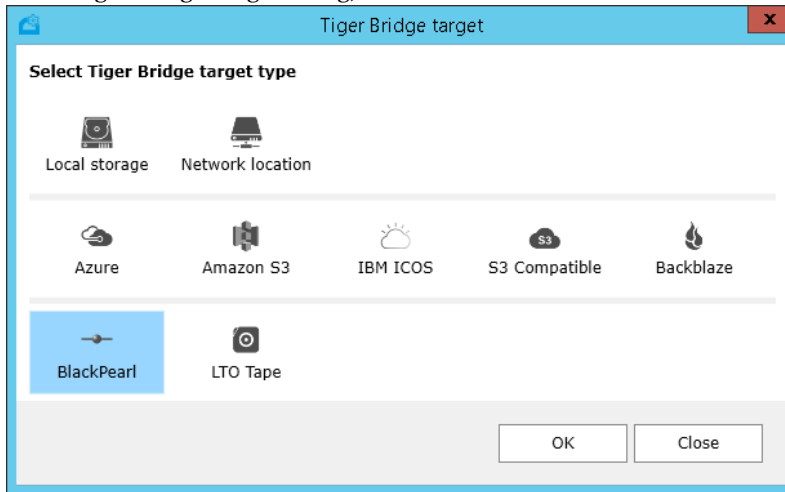 Tiger Bridge target
x
Select Tiger Bridge target type
Local storage Network location
S3
Azure Amazon S3 IBM ICOS S3 Compatible Backblaze
BlackPearl LTO Tape
OK Close